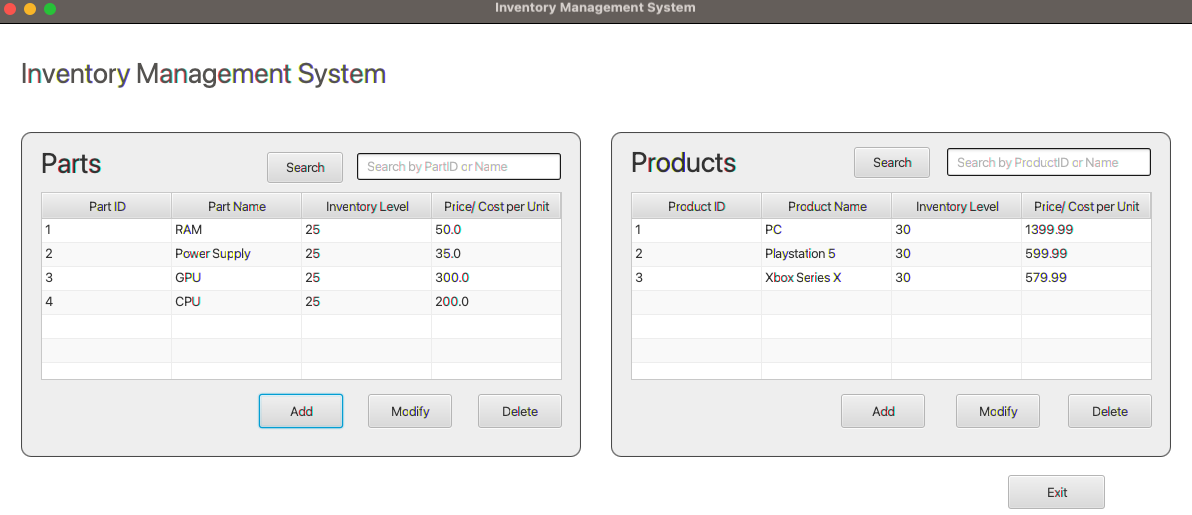 Inventory Management System
Inventory Management System
Parts
Search
Search by PartID or Name
Part ID Part Name Inventory Level Price/ Cost per Unit
1 RAM 25 50.0
2 Power Supply 25 35.0
3 GPU 25 300.0
4 CPU 25 200.0
Add Modify Delete
Products
Search
Search by ProductID or Name
Product ID Product Name Inventory Level Price/ Cost per Unit
1 PC 30 1399.99
2 Playstation 5 30 599.99
3 Xbox Series X 30 579.99
Add Modify Delete
Exit